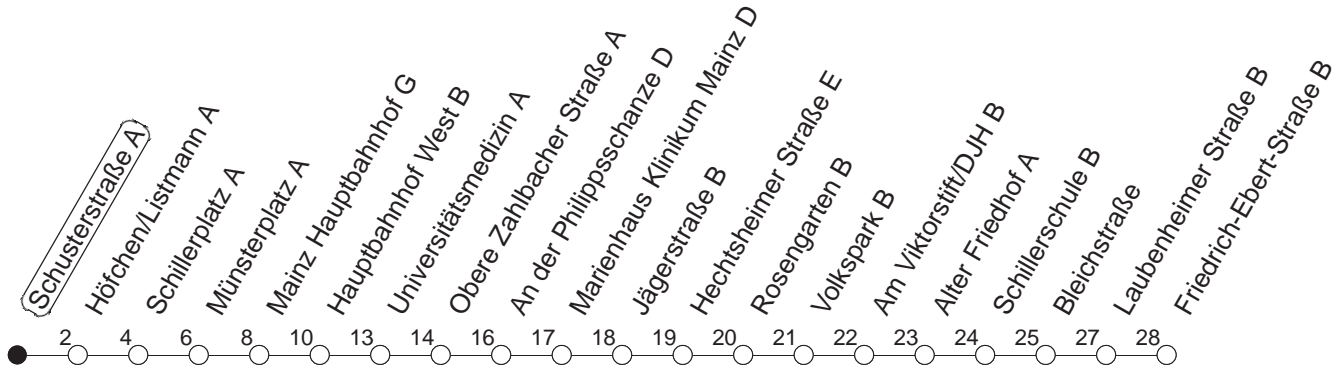 Schusterstraße A
Höfchen/Listmann A
Schillerplatz A
Münsterplatz A
Mainz Hauptbahnhof G
Hauptbahnhof West B
Universitätsmedizin A
Obere Zahlbacher Straße A
An der Philippsschanze D
Marienhaus Klinikum Mainz D
Jägerstraße B
Hechtsheimer Straße E
Rosengarten B
Volkspark B
Am Viktorstift/DJH B
Alter Friedhof A
Schillerschule B
Bleichstraße
Laubenheimer Straße B
Friedrich-Ebert-Straße B
2 4 6 8 10 13 14 16 17 18 19 20 21 22 23 24 25 27 28